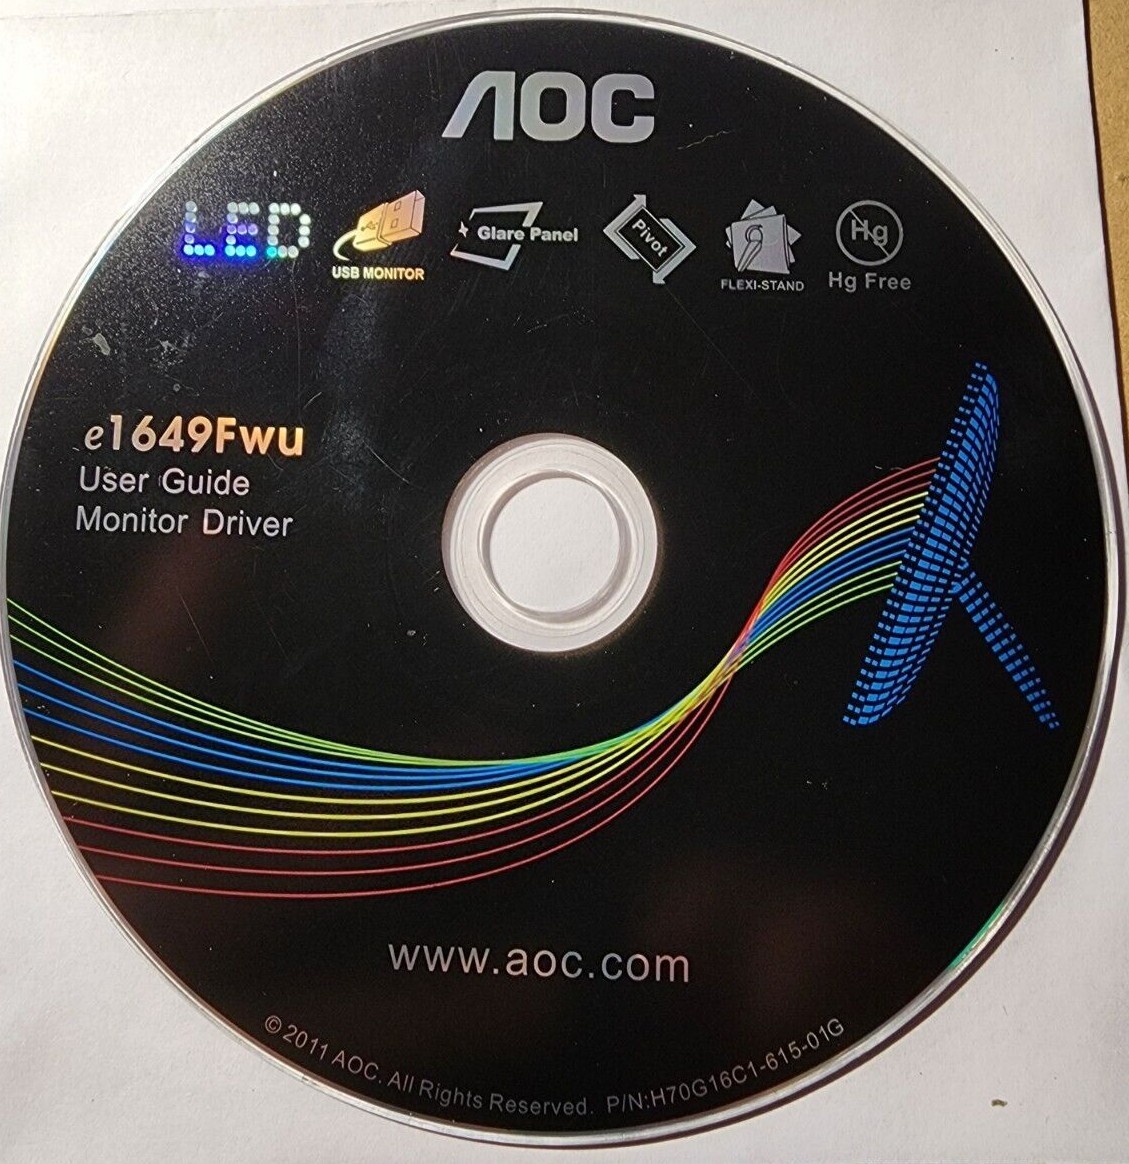 AOC
LED
USB MONITOR
Glare Panel
Pivot
FLEXI-STAND
Hg
Hg Free
e1649Fwu
User Guide
Monitor Driver
www.aoc.com
© 2011 AOC. All Rights Reserved. P/N:H70G16C1-615-01G